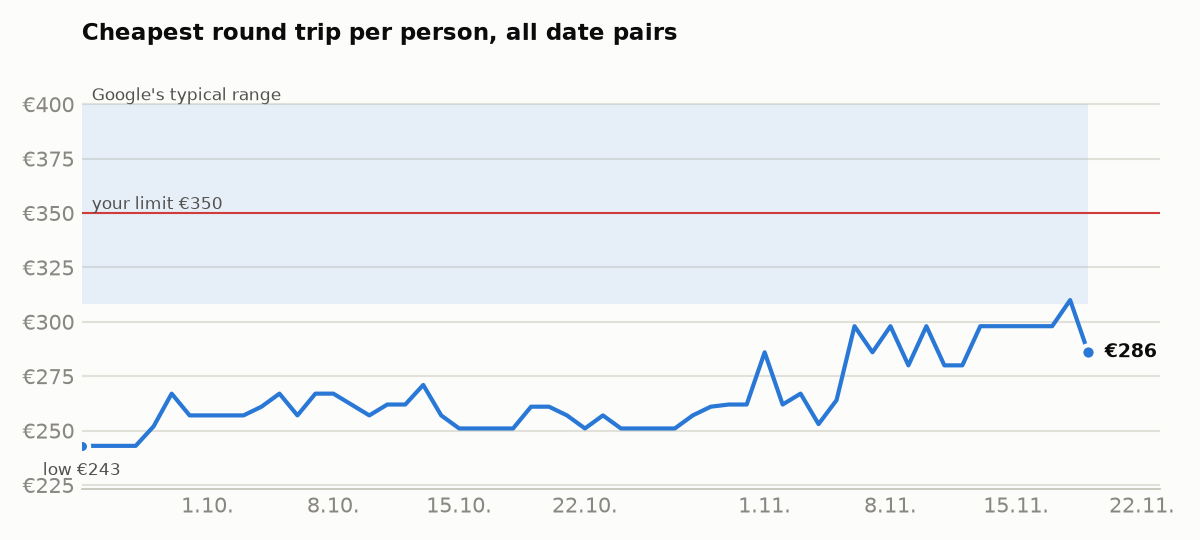 Cheapest round trip per person, all date pairs
Google's typical range
€400
€375
your limit €350
€350
€325
€300
€286
€275
€250
low €243
€225
1.10. 8.10. 15.10. 22.10. 1.11. 8.11. 15.11. 22.11.